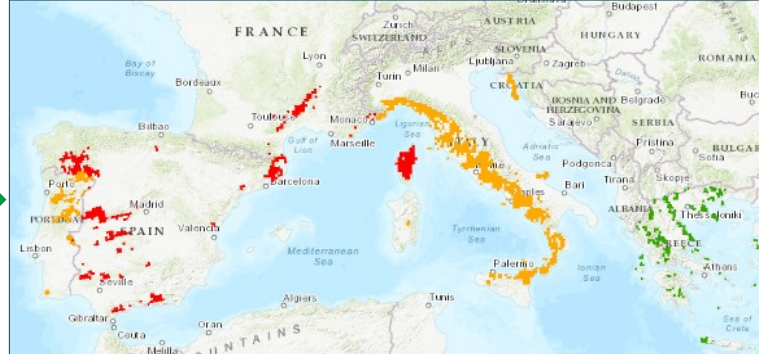 Budapest
Zurich
AUSTRIA
FRANCE
SWITZERLAND
HUNGARY
SLOVENIA
Ljubljana
Lyon
Zagreb
ROMANIA
Bay of
Biscay
Milan
Turin
CROATIA
Bordeaux
BOSNIA AND
HERZEGOVINA
Belgrade
Sarajevo
SERBIA
Toulouse
Monaco
Ligurian
Sea
Bilbao
Gulf of
Lion
Marseille
ITALY
Adriatic
Sea
Pristina
Sofia
Podgorica
Skopje
Porto
Barcelona
Bari
Tirana
Madrid
ALBANIA
Thessaloniki
PORTUGAL
SPAIN
Valencia
Tyrrhenian
Sea
GREECE
Lisbon
Mediterranean
Sea
Ionian
Sea
Palermo
Athens
Seville
Algiers
Tunis
Gibraltar
Oran
Sea of
Crete
Ceuta
Melilla